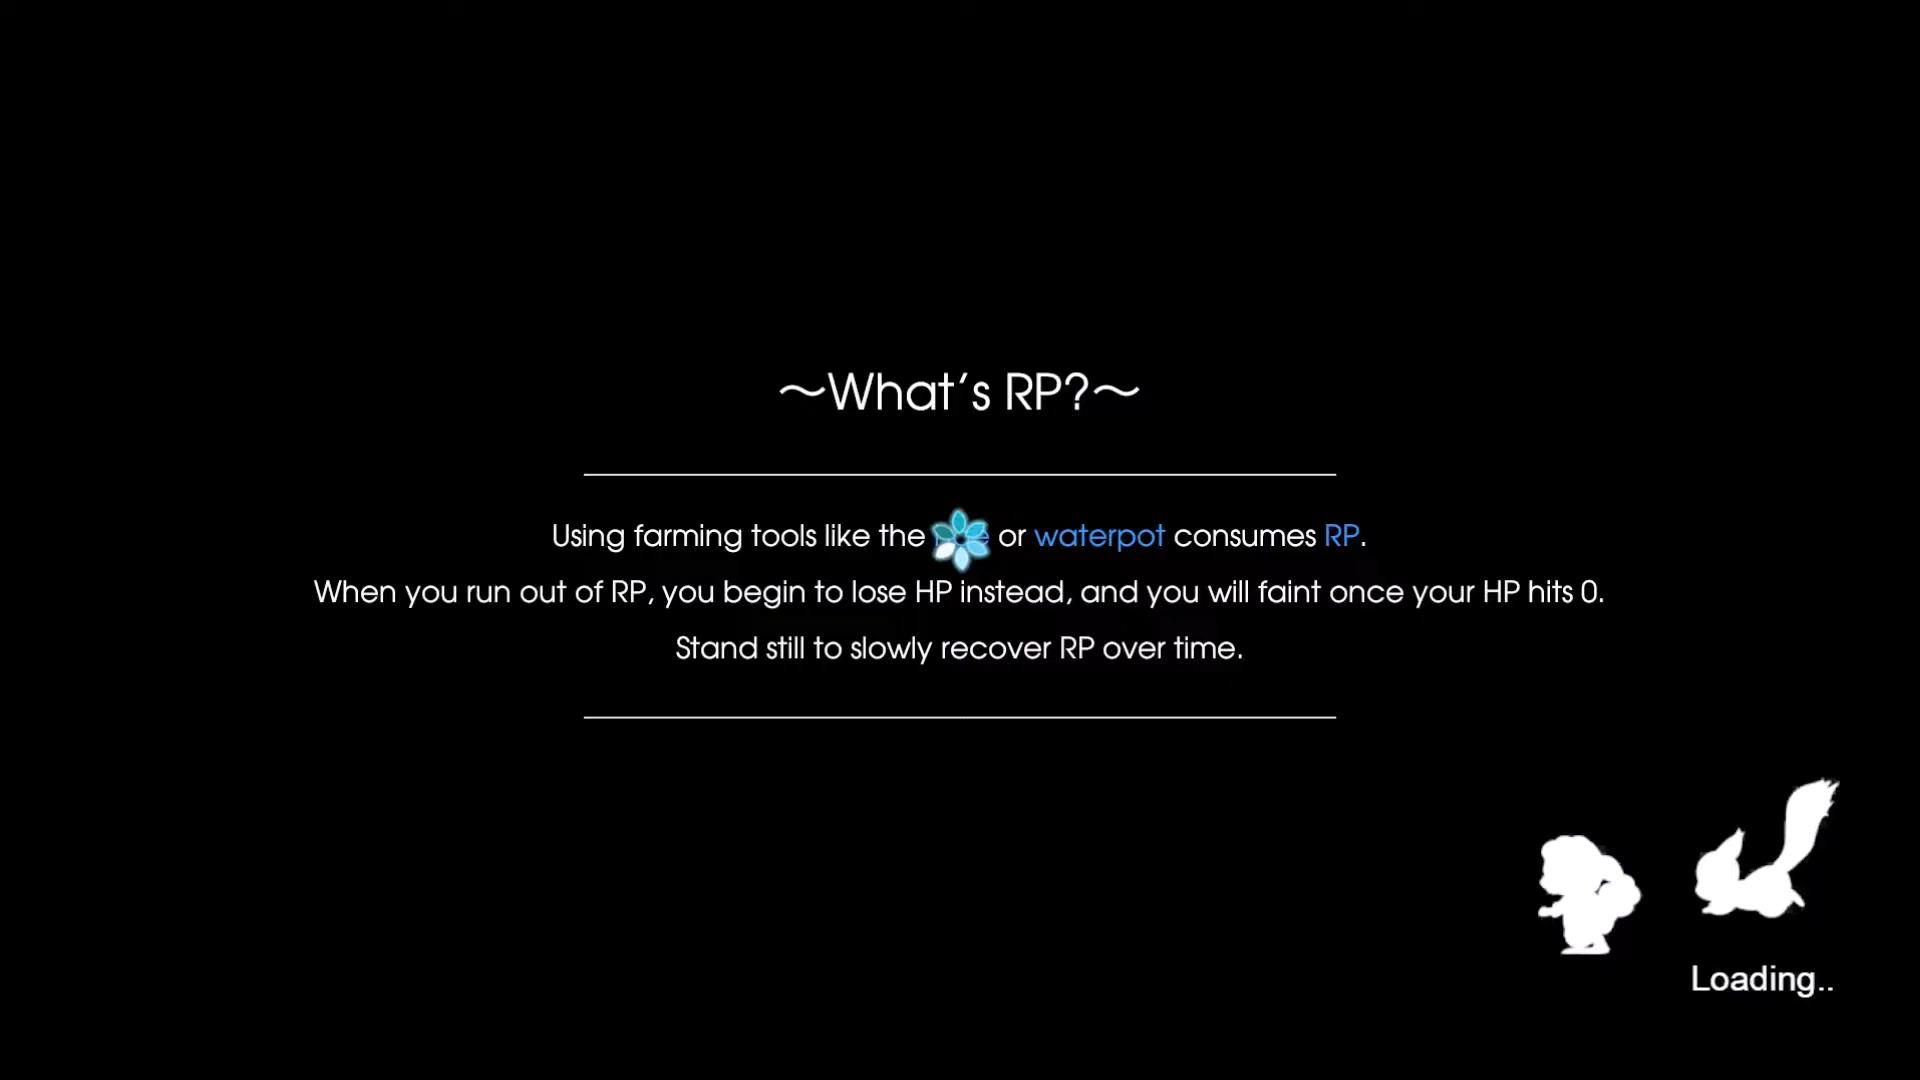 ～What's RP?～
Using farming tools like the or waterpot consumes RP.
When you run out of RP, you begin to lose HP instead, and you will faint once your HP hits 0.
Stand still to slowly recover RP over time.
Loading..